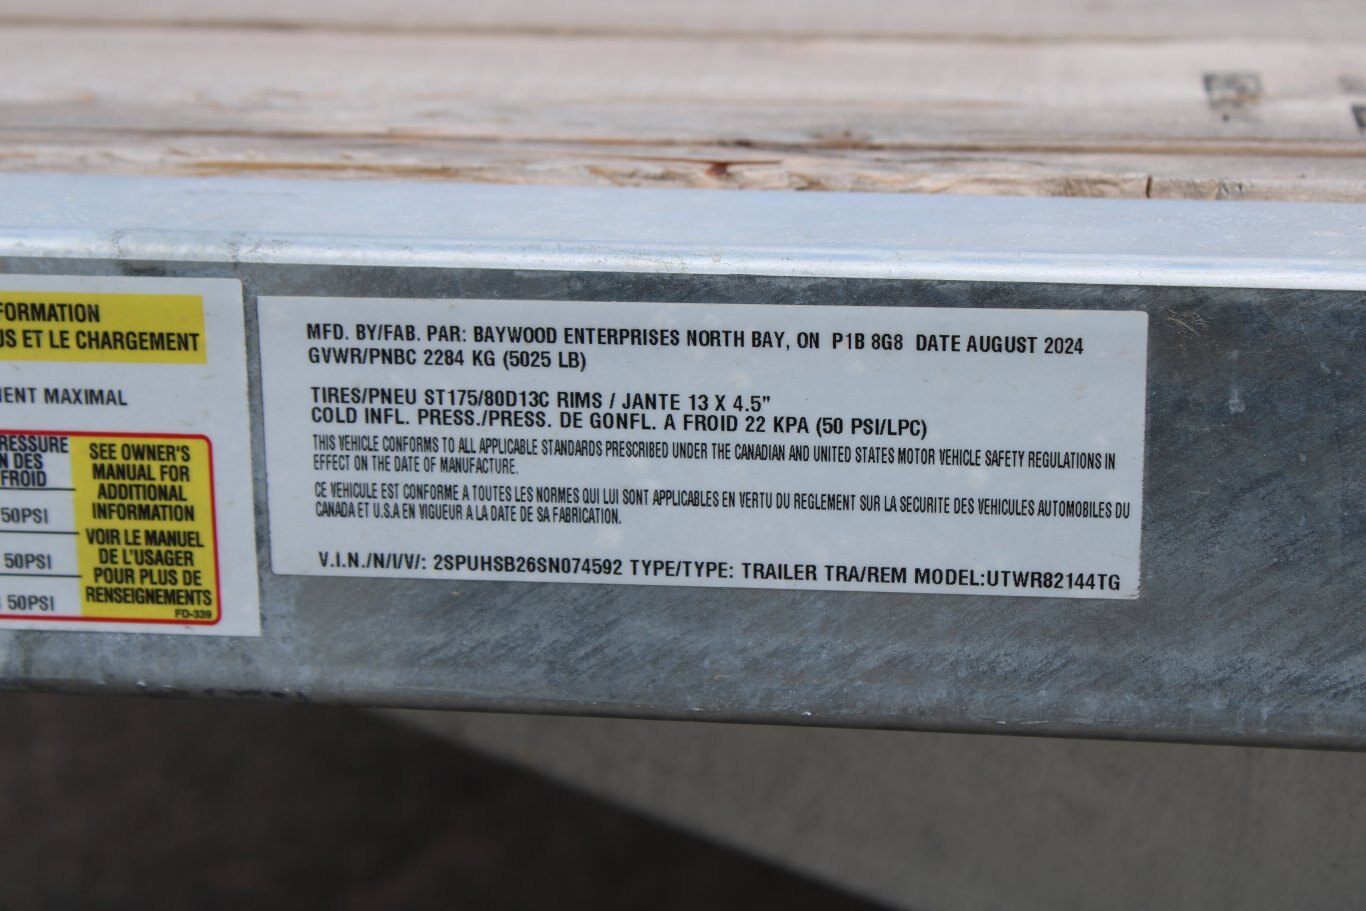 FORMATION
US ET LE CHARGEMENT
MENT MAXIMAL
RESSURE
N DES
FROID
50PSI
50PSI
50PSI
SEE OWNER'S
MANUAL FOR
ADDITIONAL
INFORMATION
VOIR LE MANUEL
DE L'USAGER
POUR PLUS DE
RENSEIGNEMENTS
FD-339
MFD. BY/FAB. PAR: BAYWOOD ENTERPRISES NORTH BAY, ON P1B 8G8 DATE AUGUST 2024
GVWR/PNBC 2284 KG (5025 LB)
TIRES/PNEU ST175/80D13C RIMS / JANTE 13 X 4.5"
COLD INFL. PRESS./PRESS. DE GONFL. A FROID 22 KPA (50 PSI/LPC)
THIS VEHICLE CONFORMS TO ALL APPLICABLE STANDARDS PRESCRIBED UNDER THE CANADIAN AND UNITED STATES MOTOR VEHICLE SAFETY REGULATIONS IN
EFFECT ON THE DATE OF MANUFACTURE.
CE VEHICULE EST CONFORME A TOUTES LES NORMES QUI LUI SONT APPLICABLES EN VERTU DU REGLEMENT SUR LA SECURITE DES VEHICULES AUTOMOBILES DU
CANADA ET U.S.A EN VIGUEUR A LA DATE DE SA FABRICATION.
V.I.N./N/I/V/: 2SPUHSB26SN074592 TYPE/TYPE: TRAILER TRA/REM MODEL:UTWR82144TG